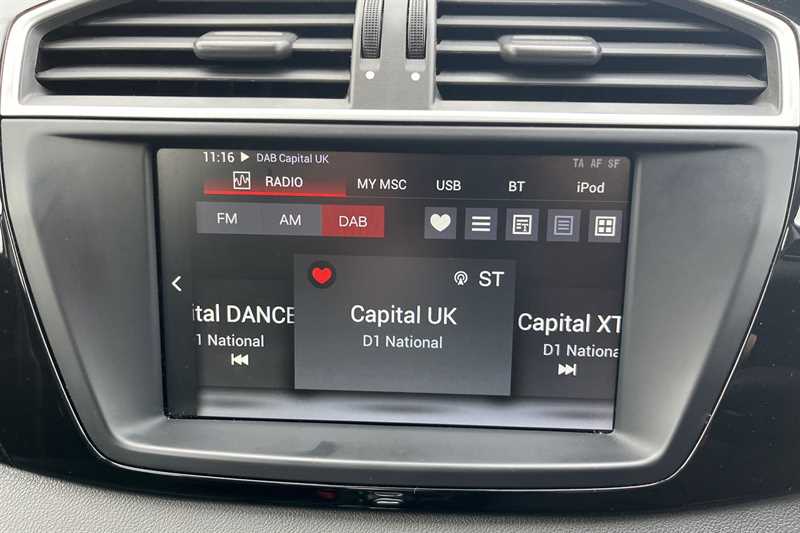 11:16 ▶ DAB Capital UK TA AF SF
RADIO MY MSC USB BT iPod
FM AM DAB
ST
ital DANCE Capital UK Capital XT
1 National D1 National D1 Nationa